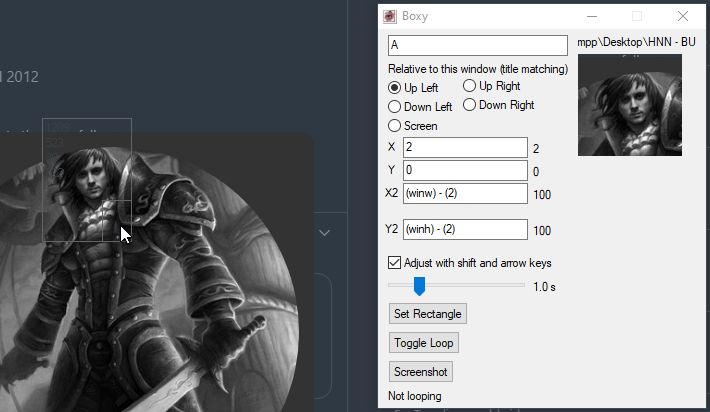 l 2012
Boxy
A
mpp\Desktop\HNN - BU
Relative to this window (title matching)
Up Left
Up Right
Down Left
Down Right
Screen
X
2
2
Y
0
0
X2
(winw) - (2)
100
Y2
(winh) - (2)
100
Adjust with shift and arrow keys
1.0 s
Set Rectangle
Toggle Loop
Screenshot
Not looping